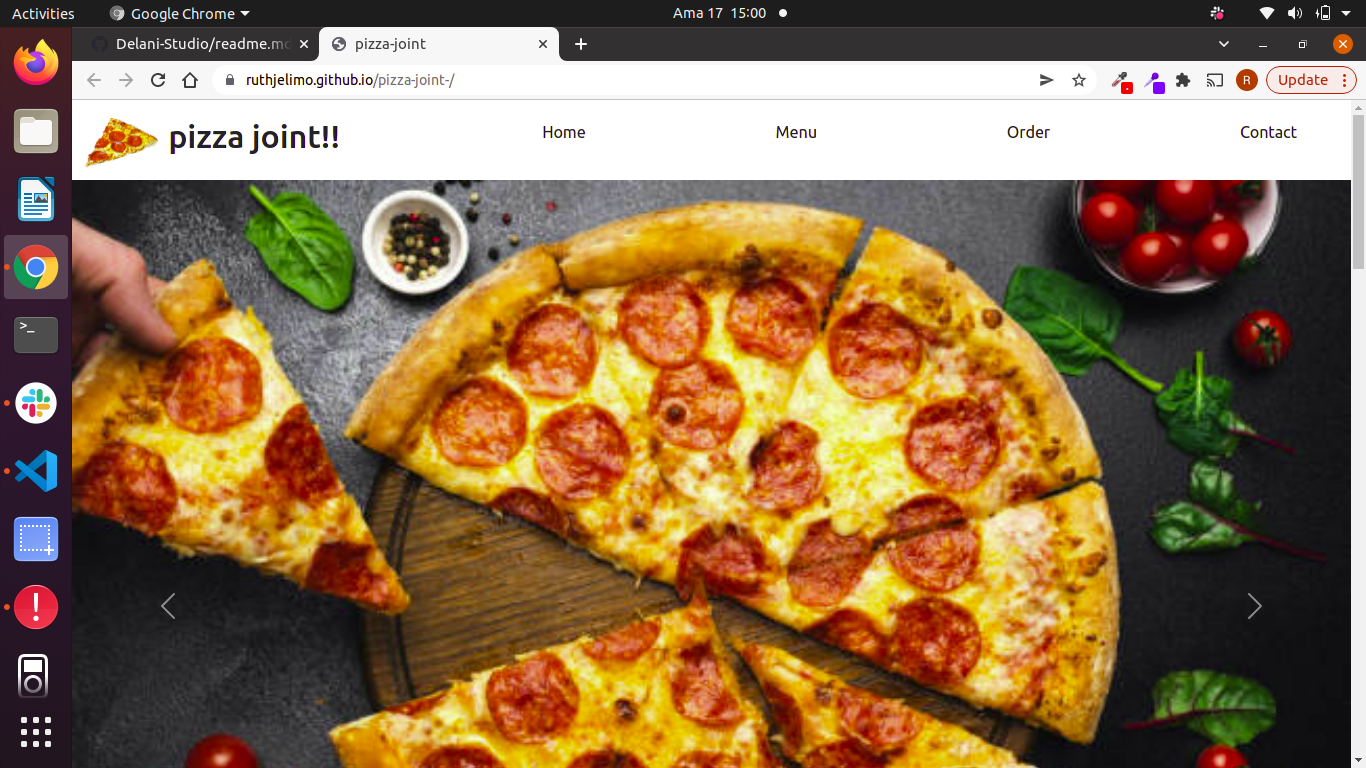 Activities Google Chrome Ama 17 15:00
Delani-Studio/readme.mc pizza-joint
ruthjelimo.github.io/pizza-joint-/ R Update
pizza joint!! Home Menu Order Contact